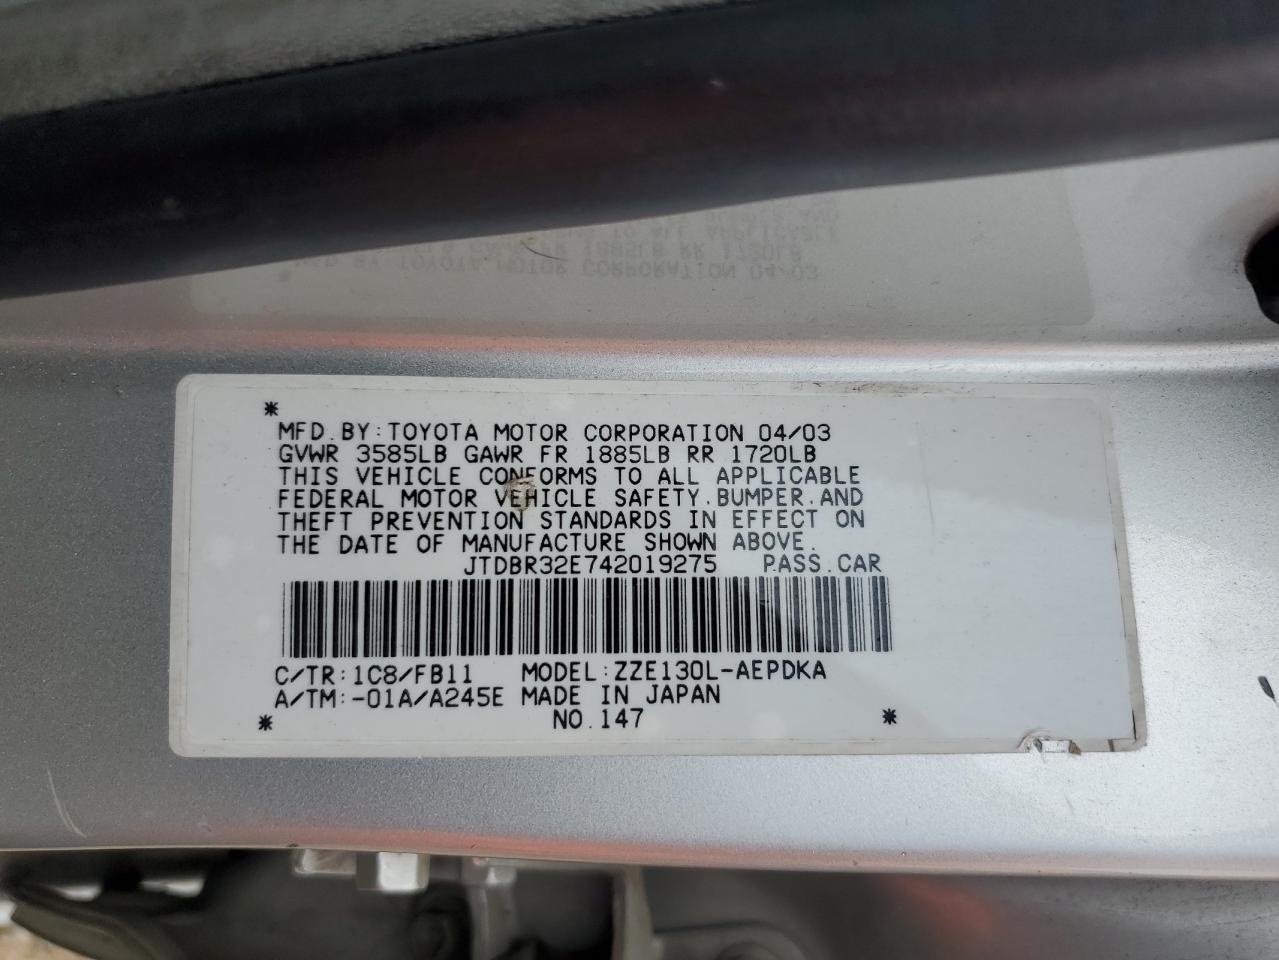 *
MFD.BY:TOYOTA MOTOR CORPORATION 04/03
GVWR 3585LB GAWR FR 1885LB RR 1720LB
THIS VEHICLE CONFORMS TO ALL APPLICABLE
FEDERAL MOTOR VEHICLE SAFETY.BUMPER.AND
THEFT PREVENTION STANDARDS IN EFFECT ON
THE DATE OF MANUFACTURE SHOWN ABOVE.
JTDBR32E742019275 PASS.CAR
C/TR:1C8/FB11 MODEL:ZZE130L-AEPDKA
A/TM:-01A/A245E MADE IN JAPAN
* NO.147 *